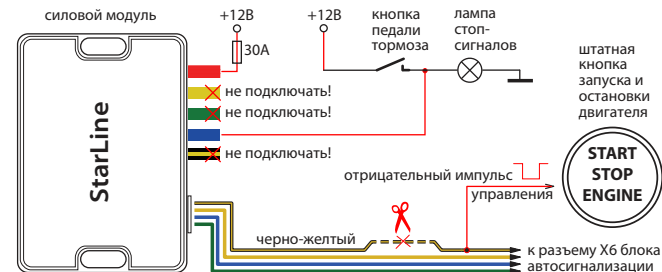 силовой модуль
+12В
+12В
кнопка
педали
тормоза
лампа
стоп-
сигналов
30А
штатная
кнопка
запуска и
остановки
двигателя
не подключать!
не подключать!
не подключать!
StarLine
START
STOP
ENGINE
отрицательный импульс
управления
черно-желтый
к разъему Х6 блока
автосигнализации